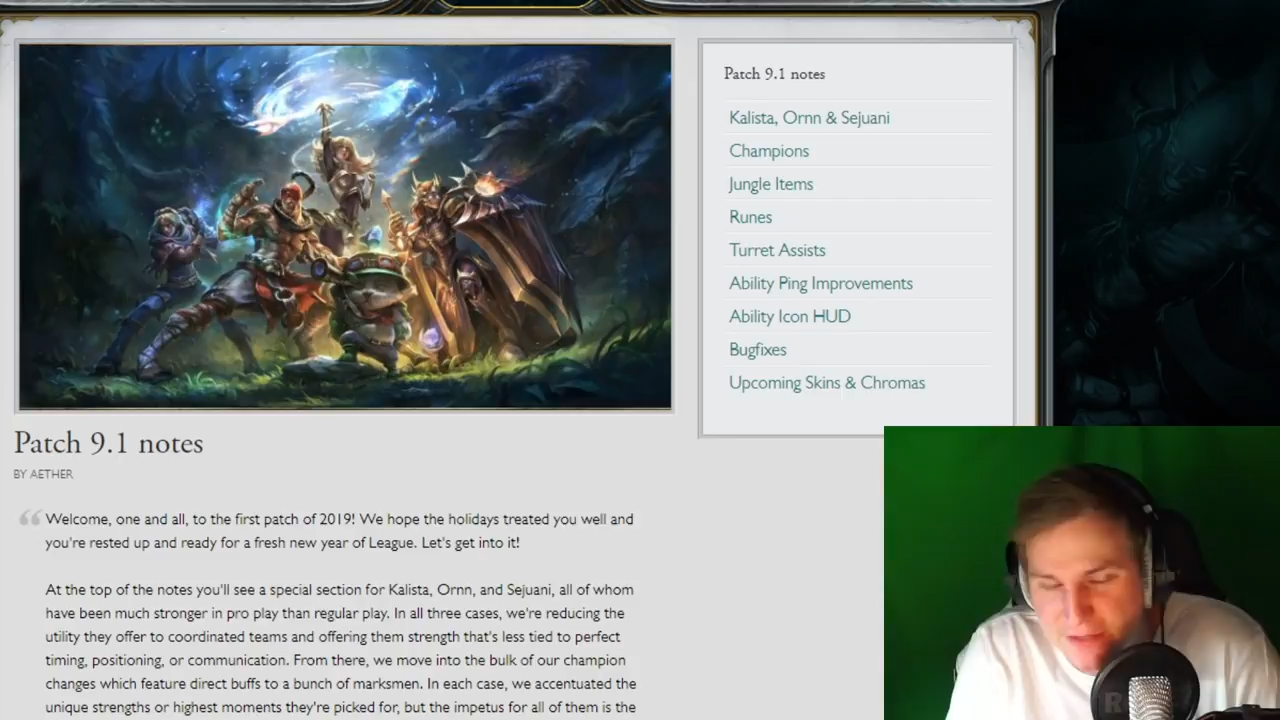 Patch 9.1 notes
Kalista, Ornn & Sejuani
Champions
Jungle Items
Runes
Turret Assists
Ability Ping Improvements
Ability Icon HUD
Bugfixes
Upcoming Skins & Chromas
Patch 9.1 notes
BY AETHER
Welcome, one and all, to the first patch of 2019! We hope the holidays treated you well and
you're rested up and ready for a fresh new year of League. Let's get into it!
At the top of the notes you'll see a special section for Kalista, Ornn, and Sejuani, all of whom
have been much stronger in pro play than regular play. In all three cases, we're reducing the
utility they offer to coordinated teams and offering them strength that's less tied to perfect
timing, positioning, or communication. From there, we move into the bulk of our champion
changes which feature direct buffs to a bunch of marksmen. In each case, we accentuated the
unique strengths or highest moments they're picked for, but the impetus for all of them is the